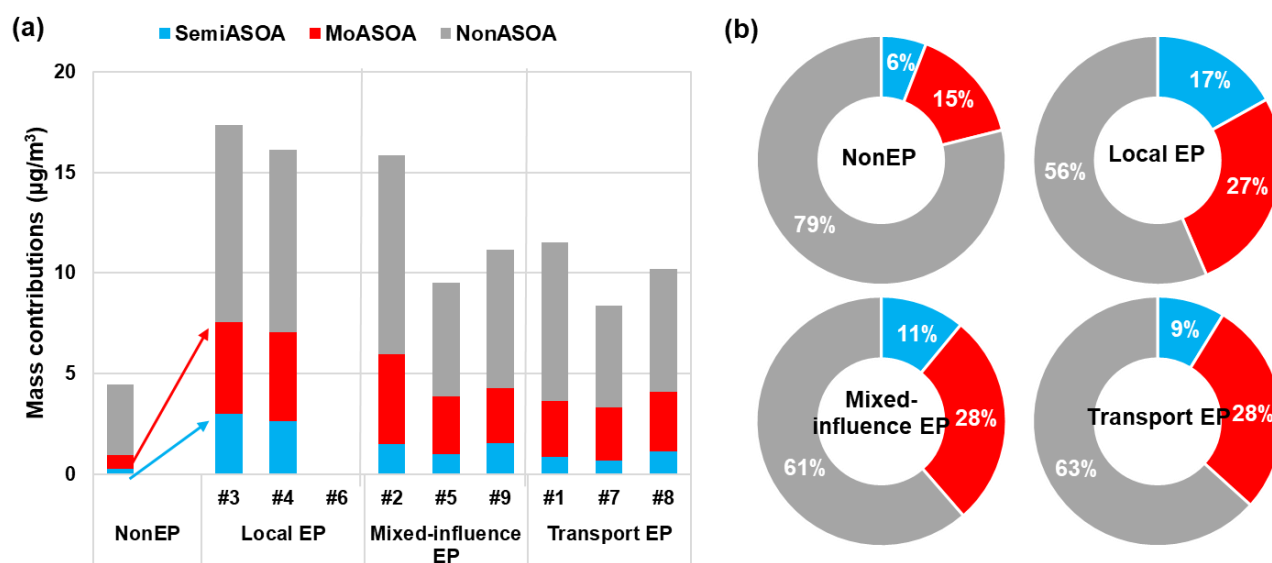 (a)
SemiASOA MoASOA NonASOA
Mass contributions (µg/m³)
20
15
10
5
0
#3 #4 #6 #2 #5 #9 #1 #7 #8
NonEP Local EP Mixed-influence EP Transport EP
(b)
6%
15%
79%
NonEP
17%
27%
56%
Local EP
11%
28%
61%
Mixed-
influence EP
9%
28%
63%
Transport EP